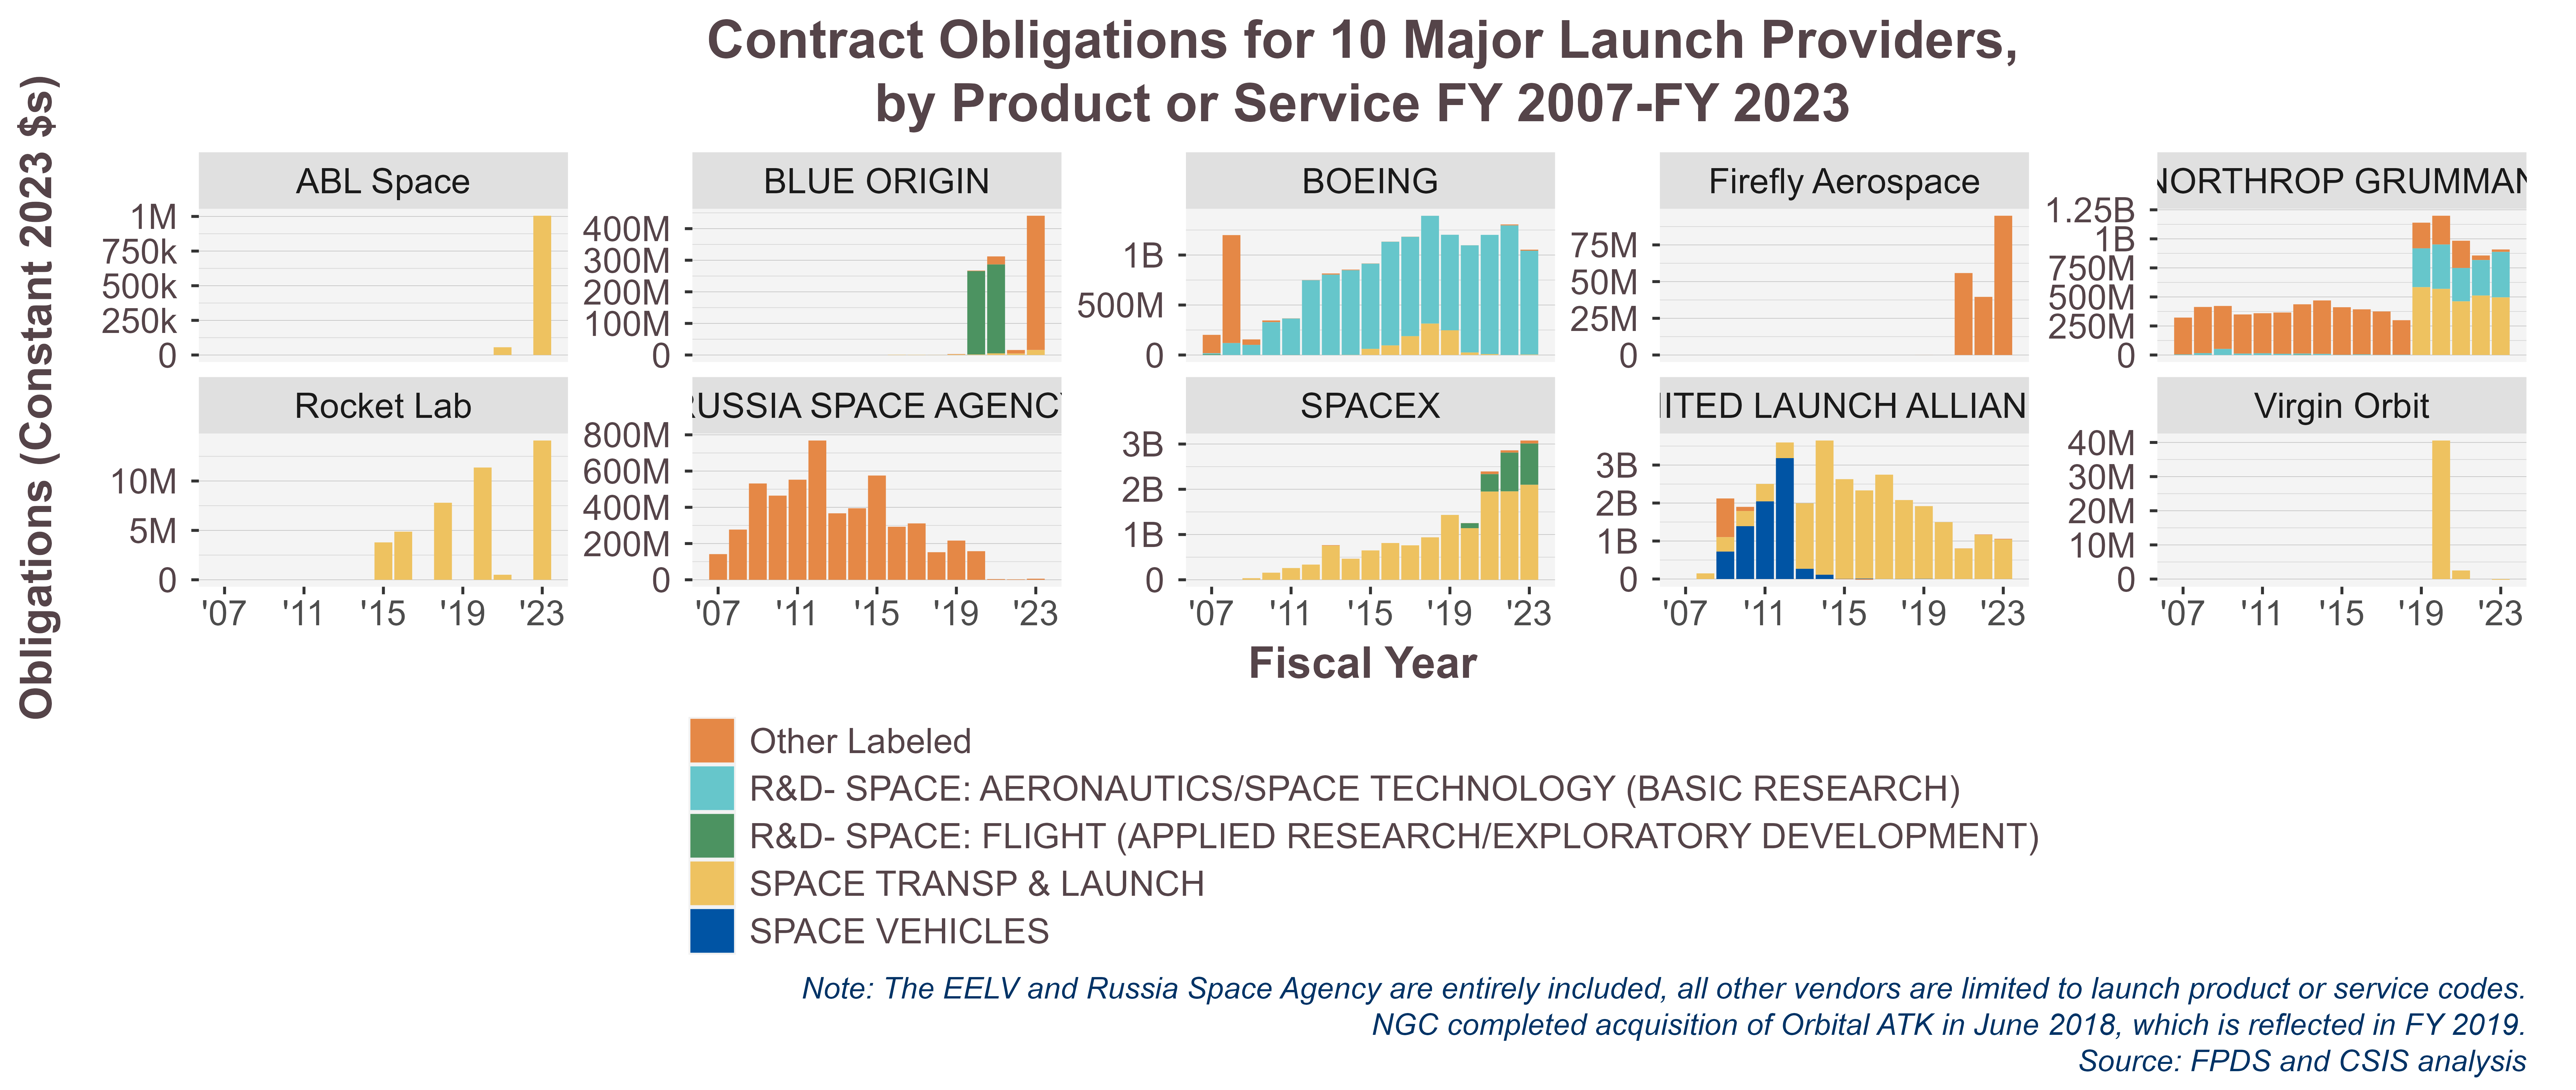 Contract Obligations for 10 Major Launch Providers,
by Product or Service FY 2007-FY 2023
Obligations (Constant 2023 $s)
ABL Space
1M
750k
500k
250k
0
BLUE ORIGIN
400M
300M
200M
100M
0
BOEING
1B
500M
0
Firefly Aerospace
75M
50M
25M
0
NORTHROP GRUMMAN
1.25B
1B
750M
500M
250M
0
Rocket Lab
10M
5M
0
'07 '11 '15 '19 '23
RUSSIA SPACE AGENCY
800M
600M
400M
200M
0
'07 '11 '15 '19 '23
SPACEX
3B
2B
1B
0
'07 '11 '15 '19 '23
NITED LAUNCH ALLIAN
3B
2B
1B
0
'07 '11 '15 '19 '23
Virgin Orbit
40M
30M
20M
10M
0
'07 '11 '15 '19 '23
Fiscal Year
Other Labeled
R&D- SPACE: AERONAUTICS/SPACE TECHNOLOGY (BASIC RESEARCH)
R&D- SPACE: FLIGHT (APPLIED RESEARCH/EXPLORATORY DEVELOPMENT)
SPACE TRANSP & LAUNCH
SPACE VEHICLES
Note: The EELV and Russia Space Agency are entirely included, all other vendors are limited to launch product or service codes.
NGC completed acquisition of Orbital ATK in June 2018, which is reflected in FY 2019.
Source: FPDS and CSIS analysis